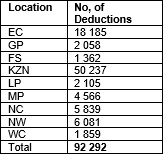 Location No, of
Deductions
EC 18 185
GP 2 058
FS 1 362
KZN 50 237
LP 2 105
MP 4 566
NC 5 839
NW 6 081
WC 1 859
Total 92 292